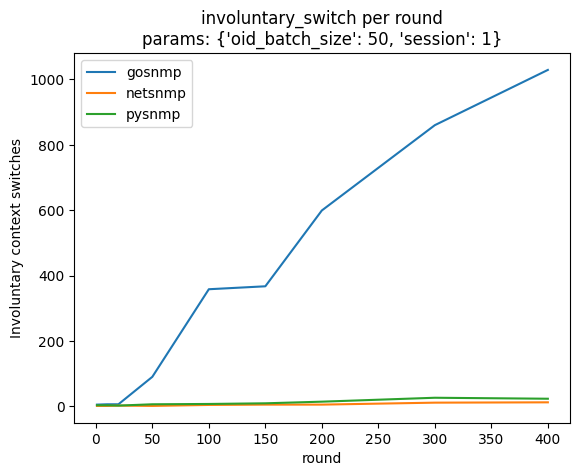 involuntary_switch per round
params: {'oid_batch_size': 50, 'session': 1}
gosnmp
netsnmp
pysnmp
Involuntary context switches
1000
800
600
400
200
0
0 50 100 150 200 250 300 350 400
round